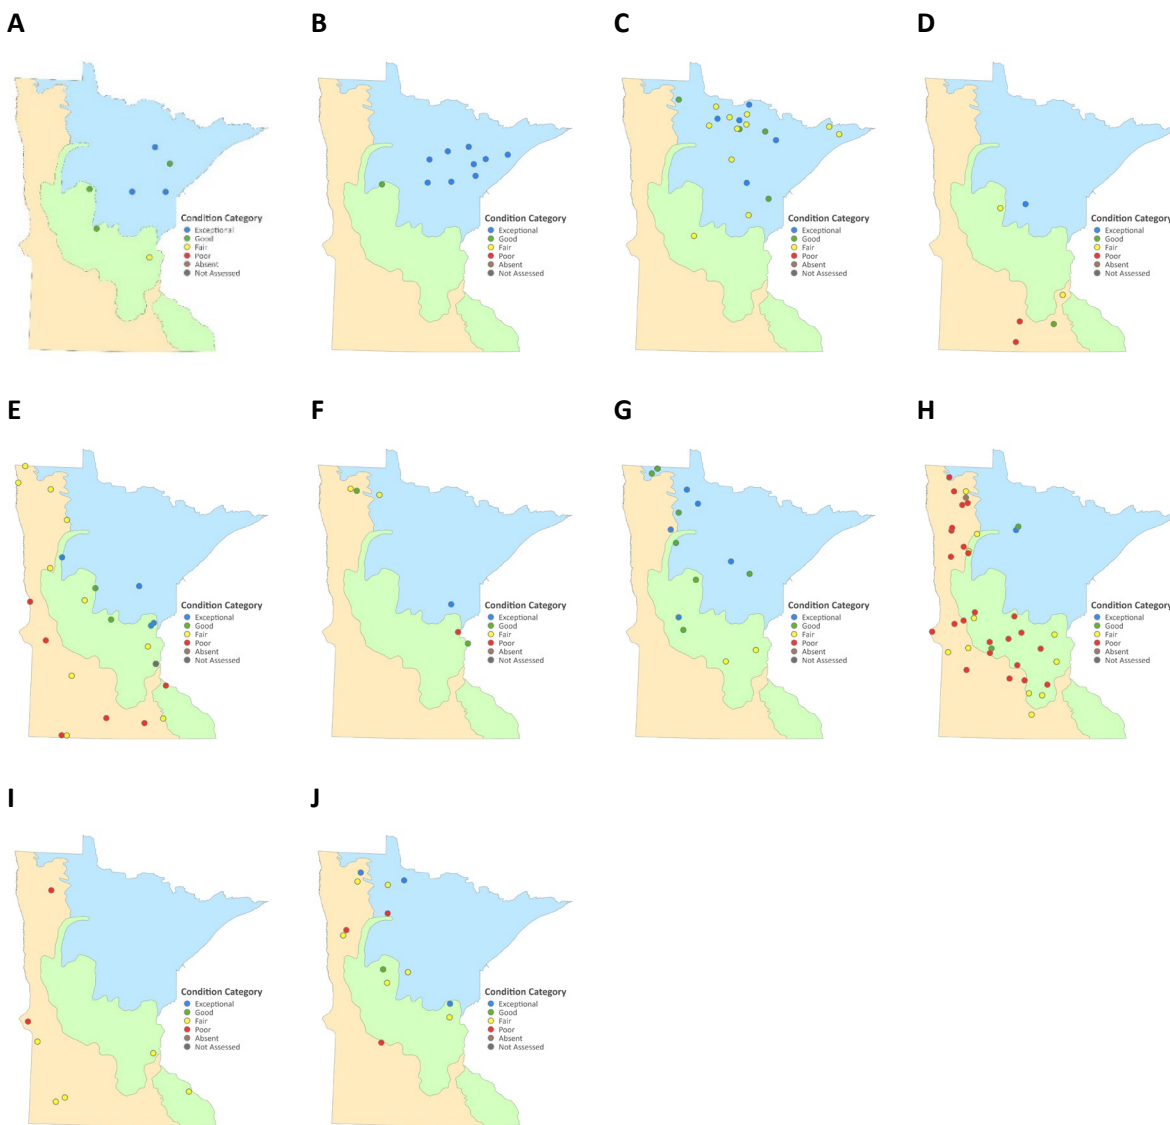 A B C D
Condition Category
Exceptional
Good
Fair
Poor
Absent
Not Assessed
Condition Category
Exceptional
Good
Fair
Poor
Absent
Not Assessed
Condition Category
Exceptional
Good
Fair
Poor
Absent
Not Assessed
Condition Category
Exceptional
Good
Fair
Poor
Absent
Not Assessed
E F G H
Condition Category
Exceptional
Good
Fair
Poor
Absent
Not Assessed
Condition Category
Exceptional
Good
Fair
Poor
Absent
Not Assessed
Condition Category
Exceptional
Good
Fair
Poor
Absent
Not Assessed
Condition Category
Exceptional
Good
Fair
Poor
Absent
Not Assessed
I J
Condition Category
Exceptional
Good
Fair
Poor
Absent
Not Assessed
Condition Category
Exceptional
Good
Fair
Poor
Absent
Not Assessed